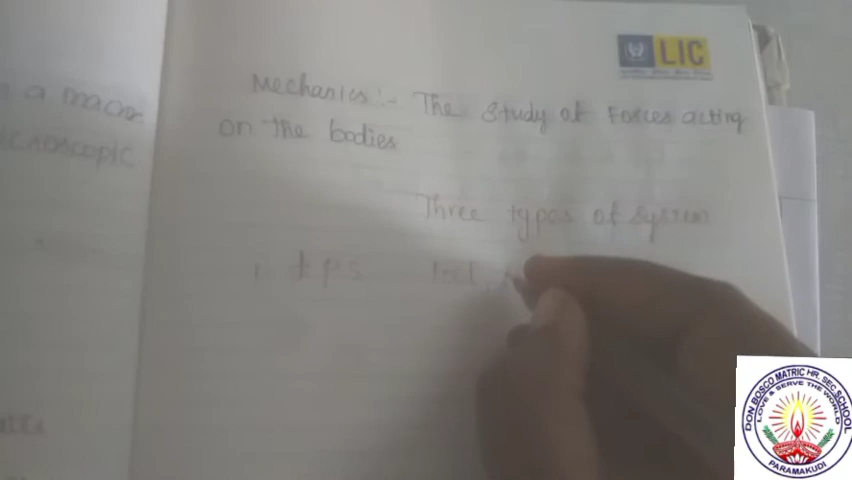 LIC
n a macro
Mechanics:- The Study of Forces acting
on the bodies
croscopic
Three types of system
1. f p s
DON BOSCO MATRIC HR. SEC. SCHOOL
LOVE & SERVE THE WORLD
PARAMAKUDI